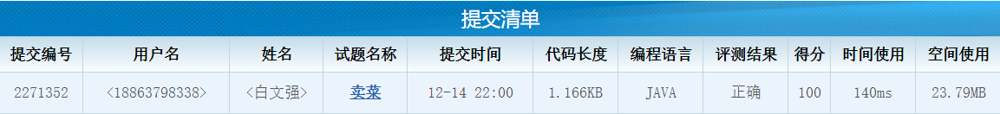 提交清单
提交编号 用户名 姓名 试题名称 提交时间 代码长度 编程语言 评测结果 得分 时间使用 空间使用
2271352 <18863798338> <白文强> 卖菜 12-14 22:00 1.166KB JAVA 正确 100 140ms 23.79MB